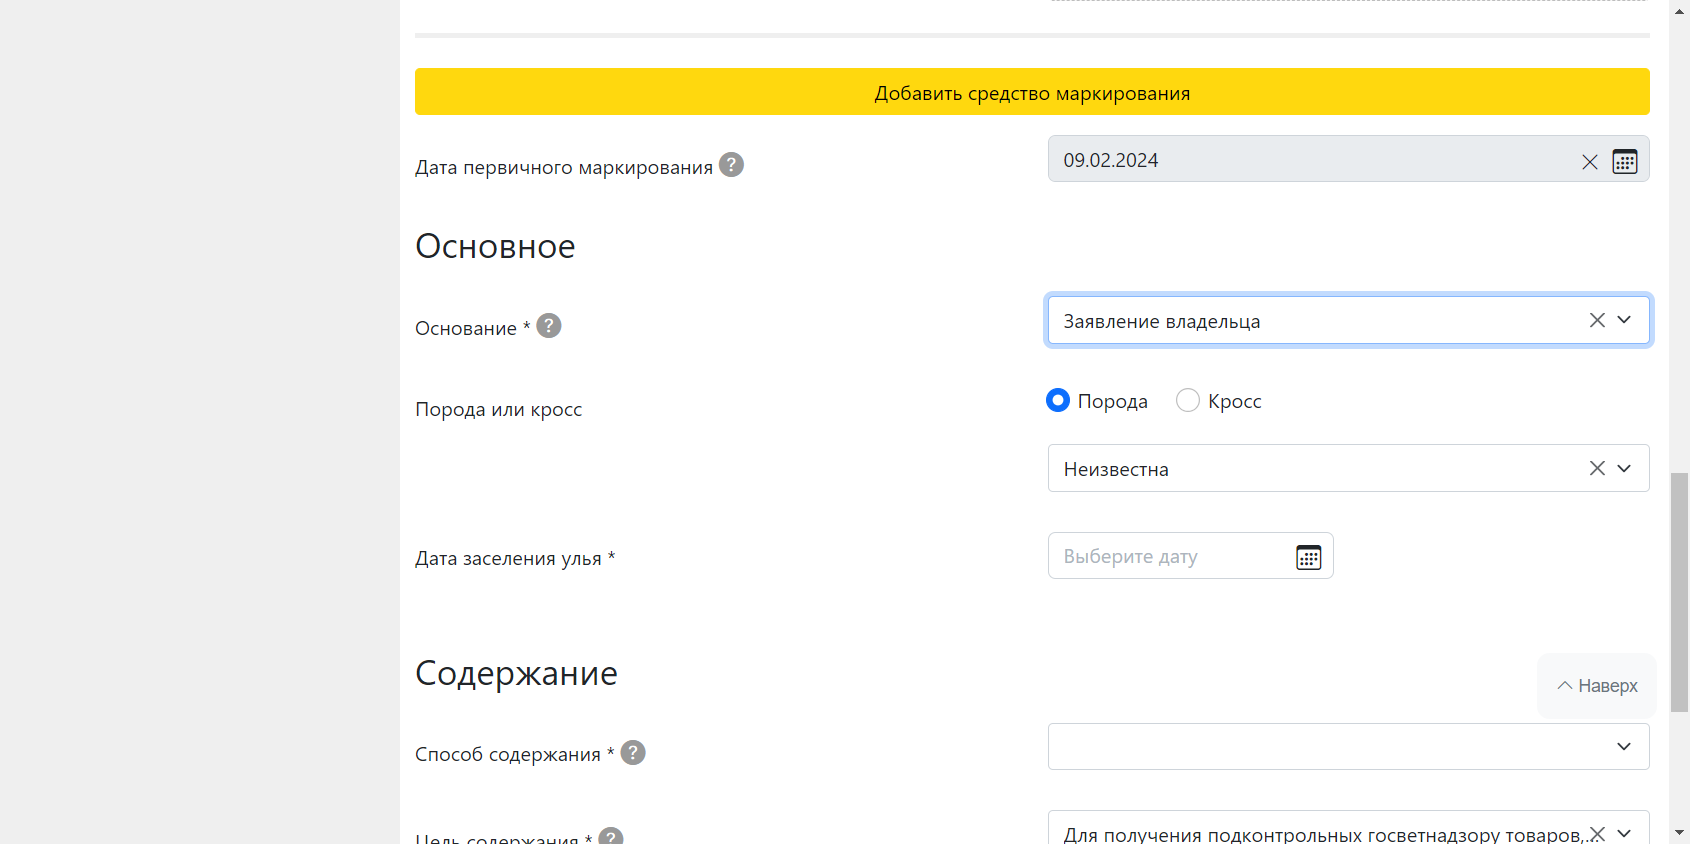 Добавить средство маркирования
Дата первичного маркирования ?
09.02.2024
Основное
Основание * ?
Заявление владельца
Порода или кросс
Порода Кросс
Неизвестна
Дата заселения улья *
Выберите дату
Содержание
Наверх
Способ содержания * ?
Цель содержания * ?
Для получения подконтрольных госветнадзору товаров,...